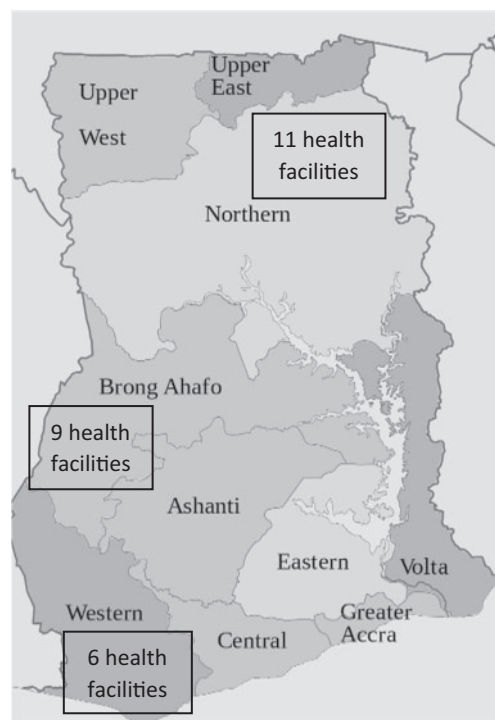 Upper
East
Upper
West
11 health
facilities
Northern
Brong Ahafo
9 health
facilities
Ashanti
Eastern
Volta
Western
Greater
Accra
Central
6 health
facilities